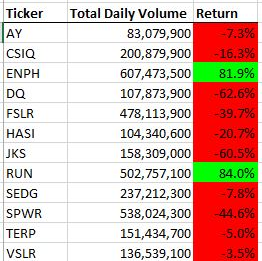 Ticker Total Daily Volume Return
AY 83,079,900 -7.3%
CSIQ 200,879,900 -16.3%
ENPH 607,473,500 81.9%
DQ 107,873,900 -62.6%
FSLR 478,113,900 -39.7%
HASI 104,340,600 -20.7%
JKS 158,309,000 -60.5%
RUN 502,757,100 84.0%
SEDG 237,212,300 -7.8%
SPWR 538,024,300 -44.6%
TERP 151,434,700 -5.0%
VSLR 136,539,100 -3.5%